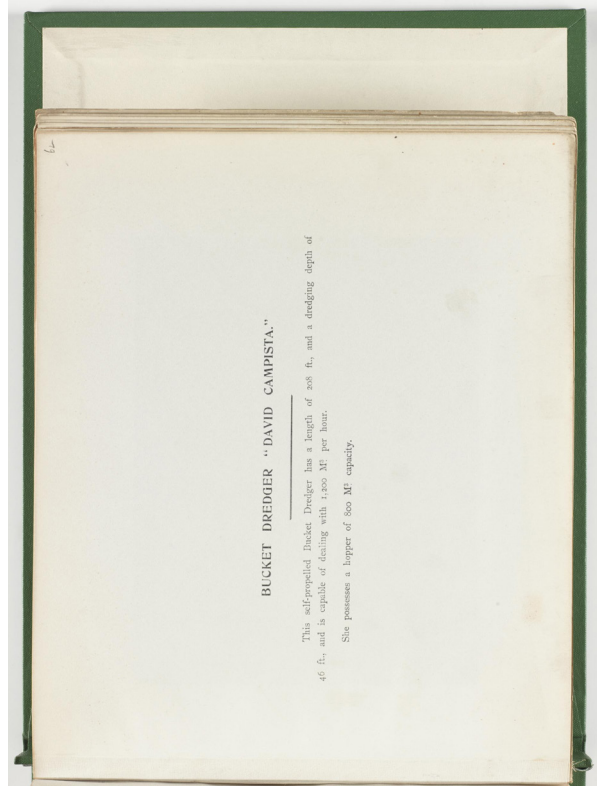 BUCKET DREDGER “DAVID CAMPISTA.”
This self-propelled Bucket Dredger has a length of 208 ft., and a dredging depth of
46 ft., and is capable of dealing with 1,200 M³ per hour.
She possesses a hopper of 800 M³ capacity.